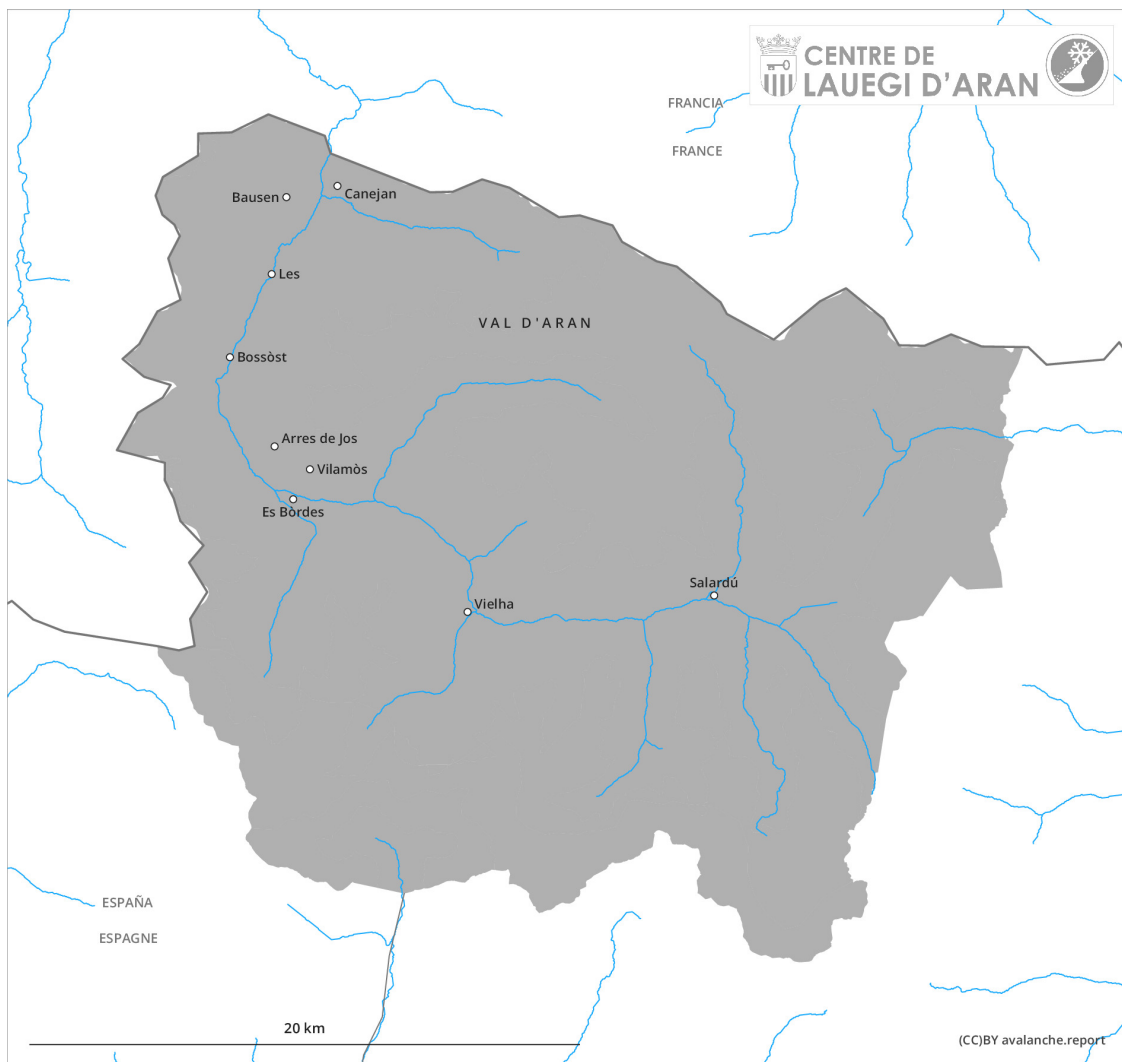 CENTRE DE
LAUEGI D'ARAN
FRANCIA
FRANCE
Bausen
Canejan
Les
VAL D'ARAN
Bossòst
Arres de Jos
Vilamòs
Es Bòrdes
Salardú
Vielha
ESPAÑA
ESPAGNE
20 km
(CC)BY avalanche.report